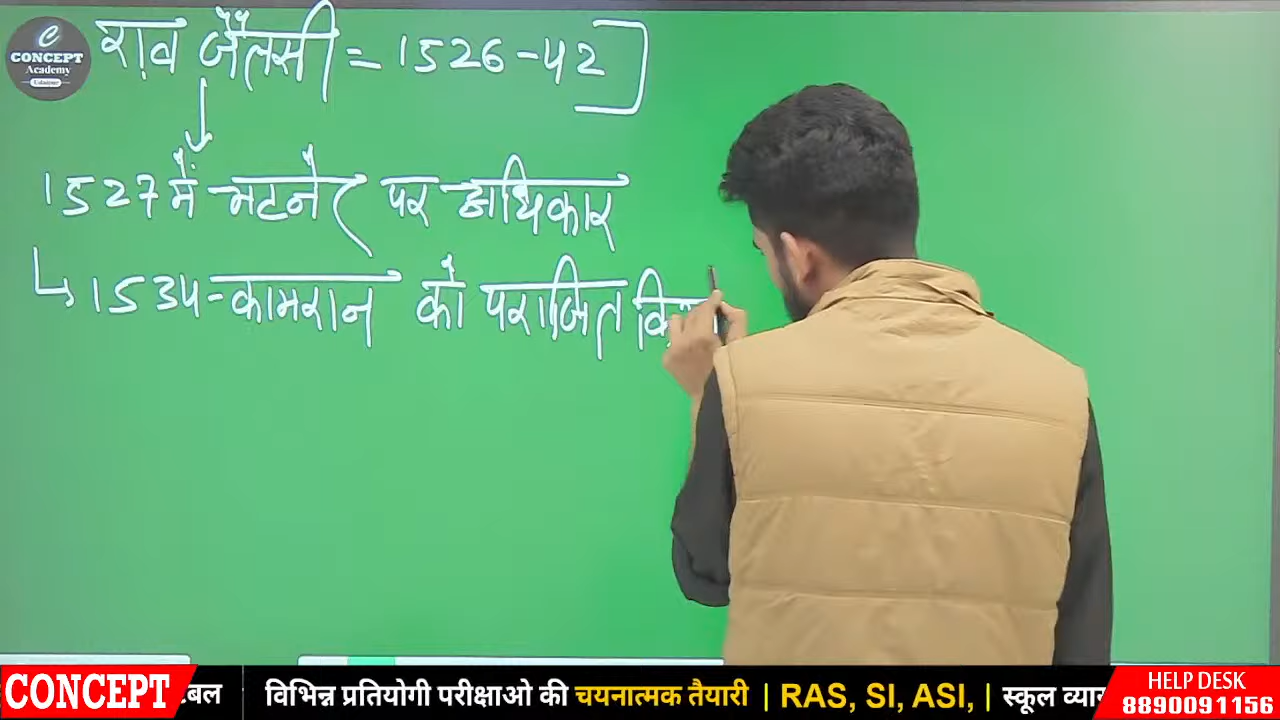 e
CONCEPT
Academy
Udaipur
राव जैतसी = 1526-42
1527 में भटनेर पर अधिकार
1534-कामरान को पराजित
CONCEPT
टेबल
विभिन्न प्रतियोगी परीक्षाओ की चयनात्मक तैयारी | RAS, SI, ASI, | स्कूल
HELP DESK
8890091156